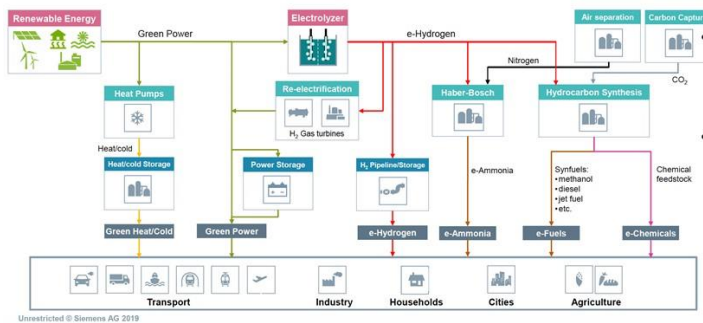 Renewable Energy
Green Power
Electrolyzer
e-Hydrogen
Air separation
Carbon Captur
Nitrogen
CO2
Heat Pumps
Re-electrification
H2 Gas turbines
Haber-Bosch
Hydrocarbon Synthesis
Heat/cold
Heat/cold Storage
Power Storage
H2 Pipeline/Storage
e-Ammonia
Synfuels:
•methanol
•diesel
•jet fuel
•etc.
Chemical
feedstock
Green Heat/Cold
Green Power
e-Hydrogen
e-Ammonia
e-Fuels
e-Chemicals
Transport
Industry
Households
Cities
Agriculture
Unrestricted © Siemens AG 2019